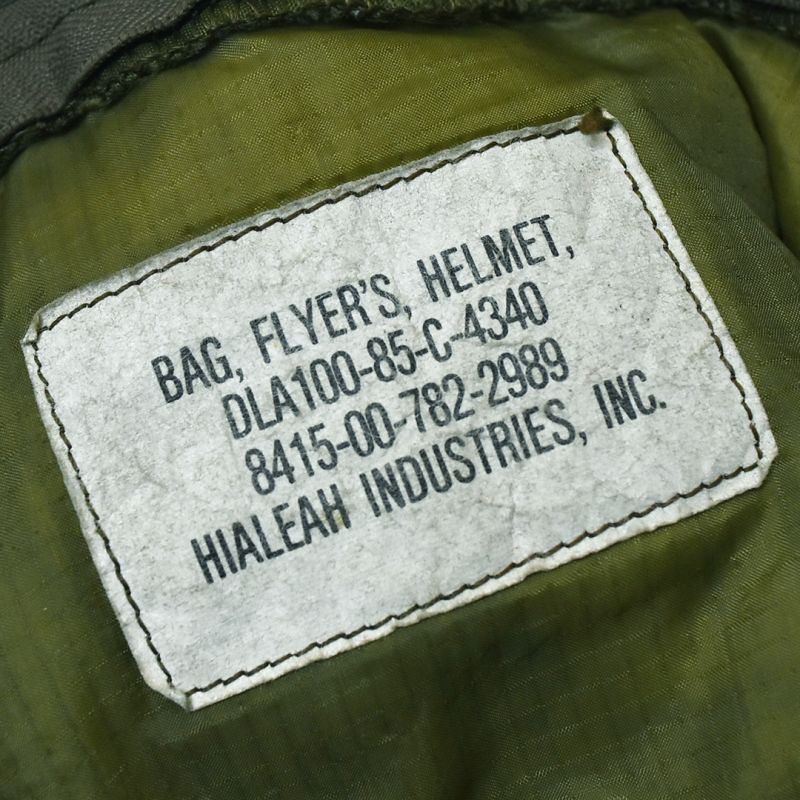 BAG, FLYER'S, HELMET,
DLA100-85-C-4340
8415-00-782-2989
HIALEAH INDUSTRIES, INC.